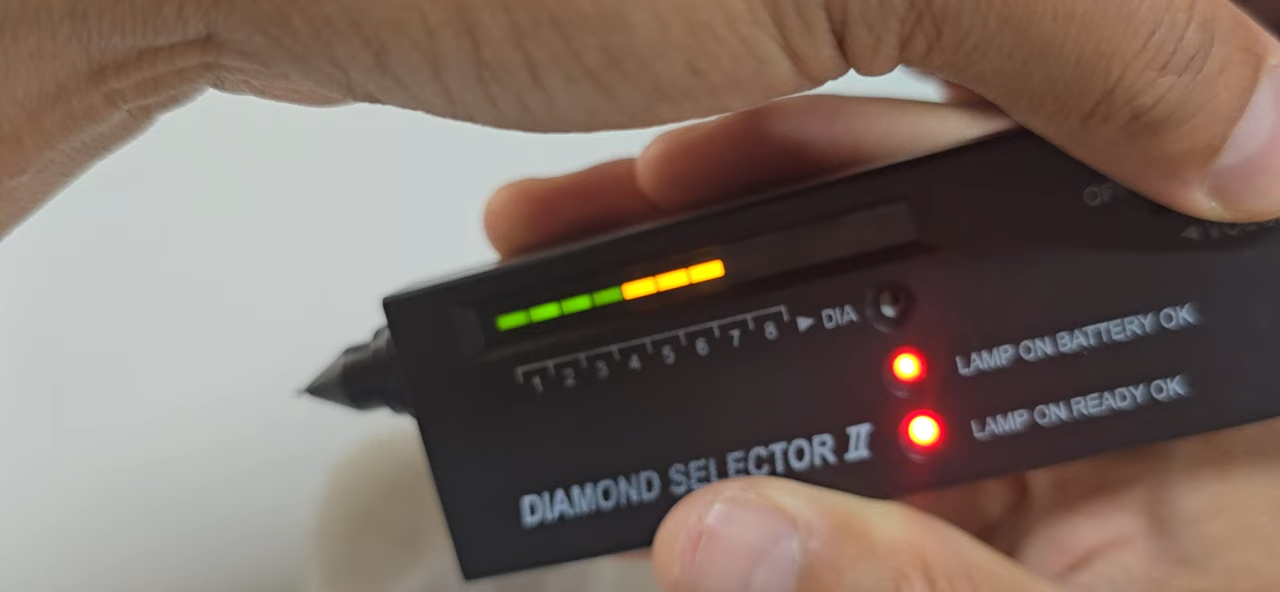 1 2 3 4 5 6 7 8 ► DIA
LAMP ON BATTERY OK
LAMP ON READY OK
DIAMOND SELECTOR II